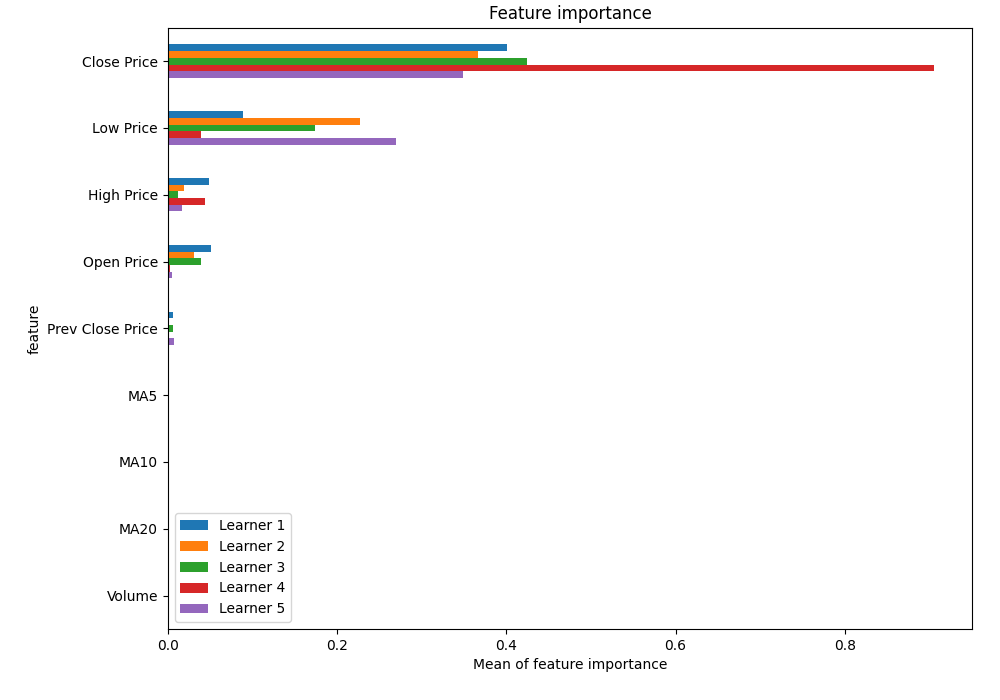 Feature importance
Close Price
Low Price
High Price
Open Price
Prev Close Price
MA5
MA10
MA20
Volume
feature
Learner 1
Learner 2
Learner 3
Learner 4
Learner 5
0.0 0.2 0.4 0.6 0.8
Mean of feature importance